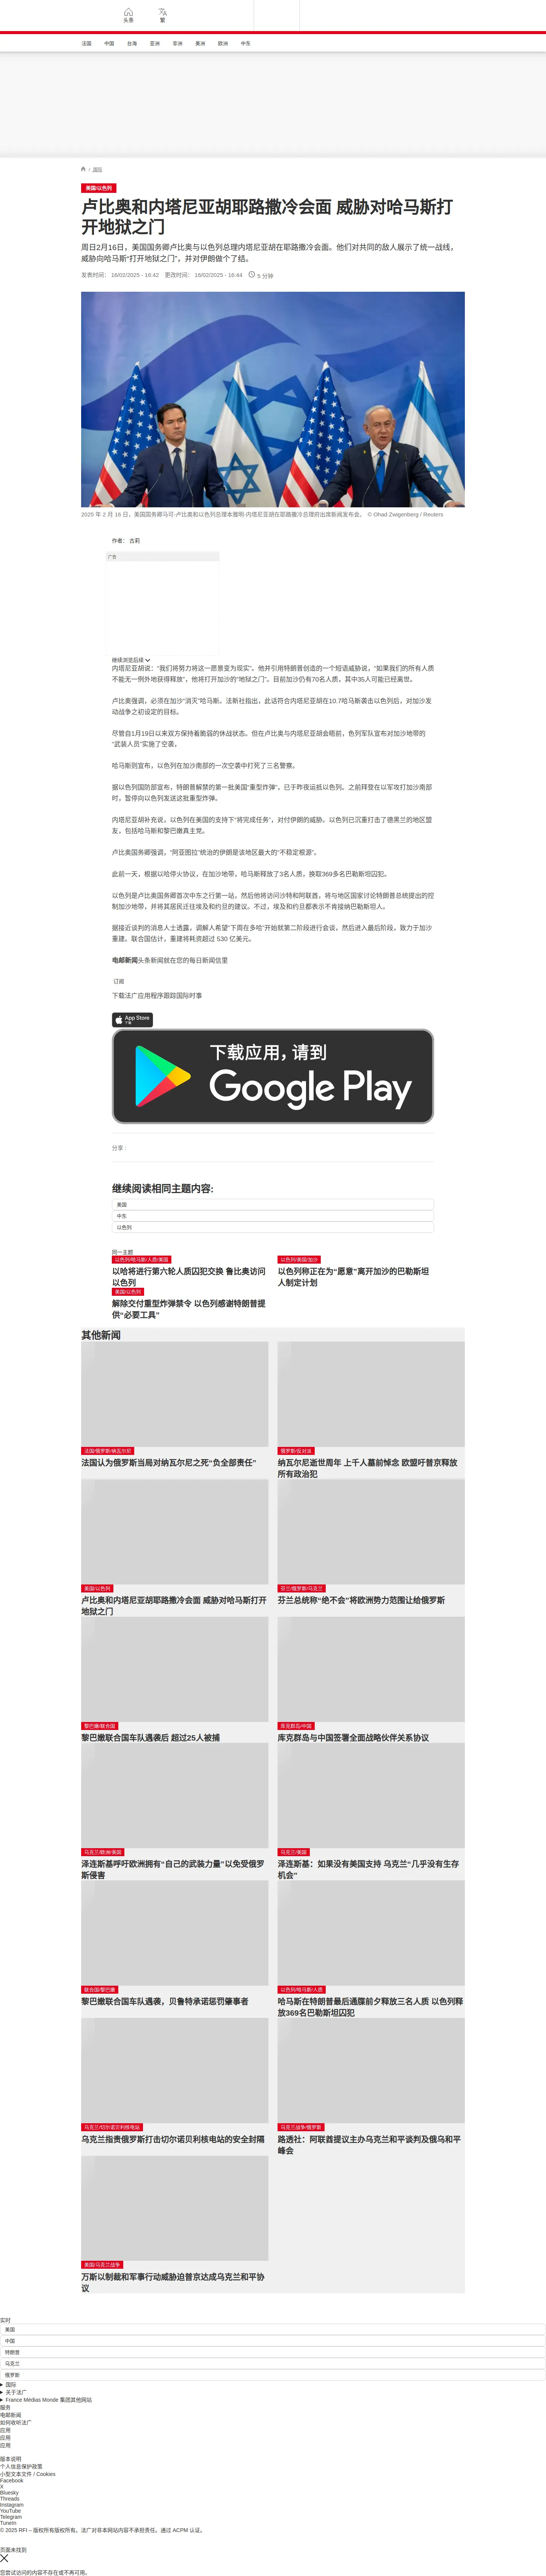 头条
繁
法国 中国 台海 亚洲 非洲 美洲 欧洲 中东
/ 国际
美国/以色列
卢比奥和内塔尼亚胡耶路撒冷会面 威胁对哈马斯打
开地狱之门
周日2月16日，美国国务卿卢比奥与以色列总理内塔尼亚胡在耶路撒冷会面。他们对共同的敌人展示了统一战线，
威胁向哈马斯“打开地狱之门”，并对伊朗做个了结。
发表时间： 16/02/2025 - 16:42 更改时间： 16/02/2025 - 16:44 5 分钟
2025 年 2 月 16 日，美国国务卿马可-卢比奥和以色列总理本雅明-内塔尼亚胡在耶路撒冷总理府出席新闻发布会。 © Ohad Zwigenberg / Reuters
作者： 古莉
广告
继续浏览后续
内塔尼亚胡说：“我们将努力将这一愿景变为现实”。他并引用特朗普创造的一个短语威胁说，“如果我们的所有人质
不能无一例外地获得释放”，他将打开加沙的“地狱之门”。目前加沙仍有70名人质，其中35人可能已经离世。
卢比奥强调，必须在加沙“消灭”哈马斯。法新社指出，此话符合内塔尼亚胡在10.7哈马斯袭击以色列后，对加沙发
动战争之初设定的目标。
尽管自1月19日以来双方保持着脆弱的休战状态。但在卢比奥与内塔尼亚胡会晤前，色列军队宣布对加沙地带的
“武装人员”实施了空袭，
哈马斯则宣布，以色列在加沙南部的一次空袭中打死了三名警察。
据以色列国防部宣布，特朗普解禁的第一批美国“重型炸弹”，已于昨夜运抵以色列。之前拜登在以军攻打加沙南部
时，暂停向以色列发送这批重型炸弹。
内塔尼亚胡补充说，以色列在美国的支持下“将完成任务”，对付伊朗的威胁。以色列已沉重打击了德黑兰的地区盟
友，包括哈马斯和黎巴嫩真主党。
卢比奥国务卿强调，“阿亚图拉”统治的伊朗是该地区最大的“不稳定根源”。
此前一天，根据以哈停火协议，在加沙地带，哈马斯释放了3名人质，换取369多名巴勒斯坦囚犯。
以色列是卢比奥国务卿首次中东之行第一站，然后他将访问沙特和阿联酋，将与地区国家讨论特朗普总统提出的控
制加沙地带，并将其居民迁往埃及和约旦的建议。不过，埃及和约旦都表示不肯接纳巴勒斯坦人。
据接近谈判的消息人士透露，调解人希望“下周在多哈”开始就第二阶段进行会谈，然后进入最后阶段，致力于加沙
重建。联合国估计，重建将耗资超过 530 亿美元。
电邮新闻头条新闻就在您的每日新闻信里
订阅
下载法广应用程序跟踪国际时事
App Store
下载
下载应用，请到
Google Play
分享 :
继续阅读相同主题内容:
美国
中东
以色列
同一主题
以色列/哈马斯/人质/美国
以哈将进行第六轮人质囚犯交换 鲁比奥访问
以色列
以色列/美国/加沙
以色列称正在为“愿意”离开加沙的巴勒斯坦
人制定计划
美国/以色列
解除交付重型炸弹禁令 以色列感谢特朗普提
供“必要工具”
其他新闻
法国/俄罗斯/纳瓦尔尼
法国认为俄罗斯当局对纳瓦尔尼之死“负全部责任”
俄罗斯/反对派
纳瓦尔尼逝世周年 上千人墓前悼念 欧盟吁普京释放
所有政治犯
美国/以色列
卢比奥和内塔尼亚胡耶路撒冷会面 威胁对哈马斯打开
地狱之门
芬兰/俄罗斯/乌克兰
芬兰总统称“绝不会”将欧洲势力范围让给俄罗斯
黎巴嫩/联合国
黎巴嫩联合国车队遇袭后 超过25人被捕
库克群岛/中国
库克群岛与中国签署全面战略伙伴关系协议
乌克兰/欧洲/美国
泽连斯基呼吁欧洲拥有“自己的武装力量”以免受俄罗
斯侵害
乌克兰/美国
泽连斯基：如果没有美国支持 乌克兰“几乎没有生存
机会”
联合国/黎巴嫩
黎巴嫩联合国车队遇袭，贝鲁特承诺惩罚肇事者
以色列/哈马斯/人质
哈马斯在特朗普最后通牒前夕释放三名人质 以色列释
放369名巴勒斯坦囚犯
乌克兰/切尔诺贝利核电站
乌克兰指责俄罗斯打击切尔诺贝利核电站的安全封隔
乌克兰战争/俄罗斯
路透社：阿联酋提议主办乌克兰和平谈判及俄乌和平
峰会
美国/乌克兰战争
万斯以制裁和军事行动威胁迫普京达成乌克兰和平协
议
实时
美国
中国
特朗普
乌克兰
俄罗斯
国际
关于法广
France Médias Monde 集团其他网站
服务
电邮新闻
如何收听法广
应用
应用
应用
版本说明
个人信息保护政策
小型文本文件 / Cookies
Facebook
X
Bluesky
Threads
Instagram
YouTube
Telegram
TuneIn
© 2025 RFI – 版权所有版权所有。法广对非本网站内容不承担责任。通过 ACPM 认证。
页面未找到
您尝试访问的内容不存在或不再可用。